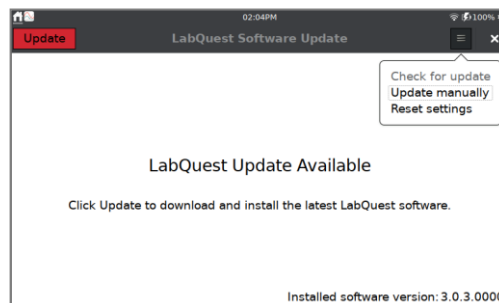 02:04PM
100%
Update
LabQuest Software Update
Check for update
Update manually
Reset settings
LabQuest Update Available
Click Update to download and install the latest LabQuest software.
Installed software version: 3.0.3.0000